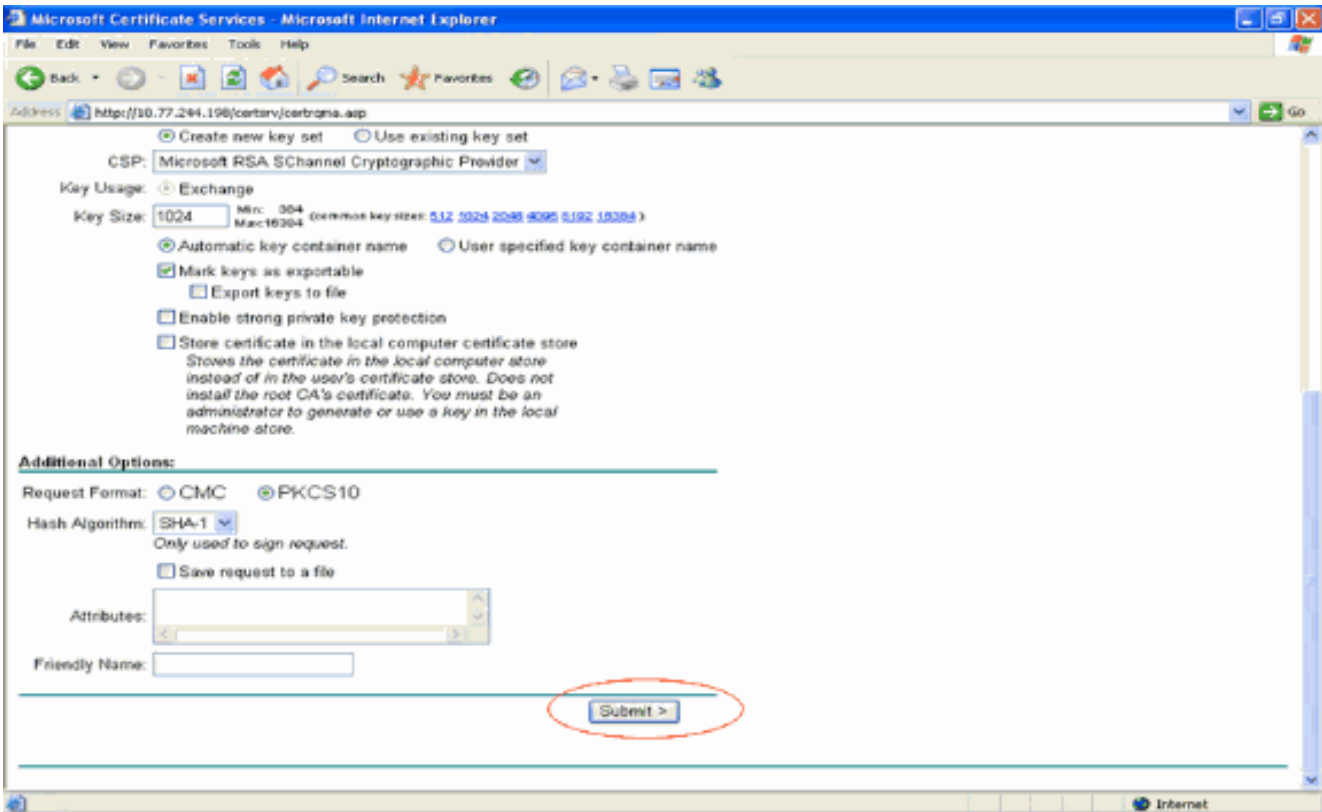 Microsoft Certificate Services - Microsoft Internet Explorer
File Edit View Favorites Tools Help
Back Search Favorites
Address http://10.77.244.198/certsrv/certrqma.asp Go
Create new key set Use existing key set
CSP: Microsoft RSA SChannel Cryptographic Provider
Key Usage: Exchange
Key Size: 1024 Min: 384 Max:16384 (common key sizes: 512 1024 2048 4096 8192 16384 )
Automatic key container name User specified key container name
Mark keys as exportable
Export keys to file
Enable strong private key protection
Store certificate in the local computer certificate store
Stores the certificate in the local computer store
instead of in the user's certificate store. Does not
install the root CA's certificate. You must be an
administrator to generate or use a key in the local
machine store.
Additional Options:
Request Format: CMC PKCS10
Hash Algorithm: SHA-1
Only used to sign request.
Save request to a file
Attributes:
Friendly Name:
Submit >
Internet